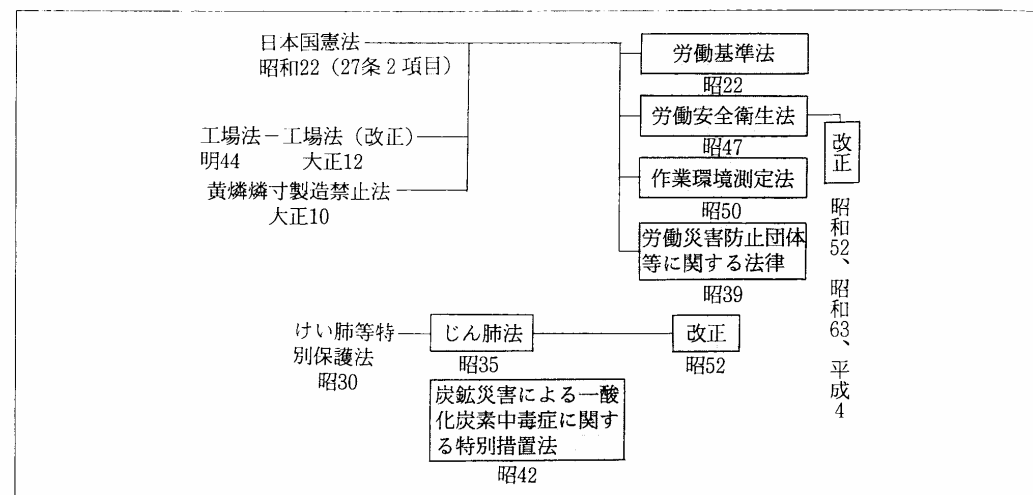 日本国憲法
昭和22（27条２項目）
工場法－工場法（改正）
明44　大正12
黄燐燐寸製造禁止法
大正10
労働基準法
昭22
労働安全衛生法
昭47
改正
昭和52、昭和63、平成4
作業環境測定法
昭50
労働災害防止団体
等に関する法律
昭39
けい肺等特
別保護法
昭30
じん肺法
昭35
改正
昭52
炭鉱災害による一酸
化炭素中毒症に関す
る特別措置法
昭42